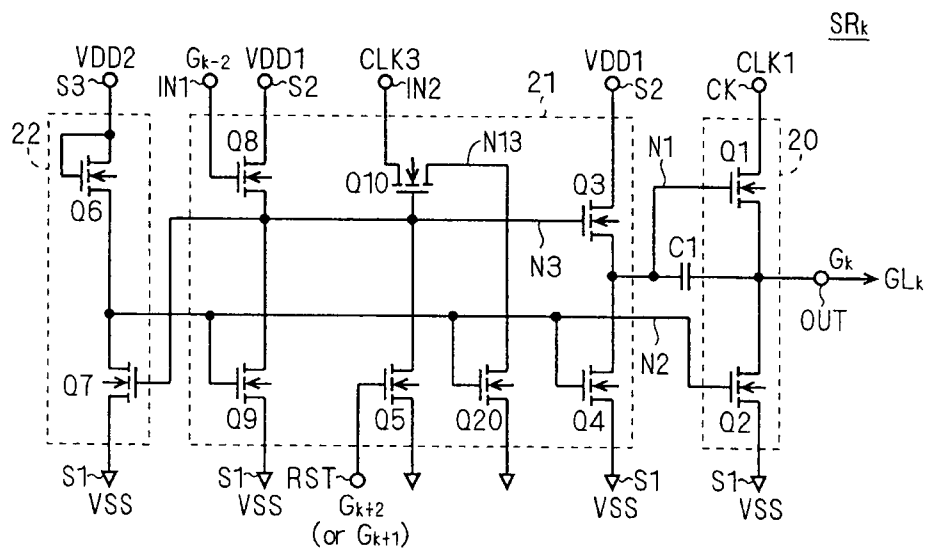 SRk
VDD2 Gk-2 VDD1 CLK3 VDD1 CLK1
S3 IN1 S2 IN2 21 S2 CK
22 Q8 N13 N1 Q1 20
Q6 Q10 Q3
N3 C1 Gk GLk
N2 OUT
Q7 Q9 Q5 Q20 Q4 Q2
S1 S1 RST S1
VSS VSS Gk+2 VSS VSS
(or Gk+1)